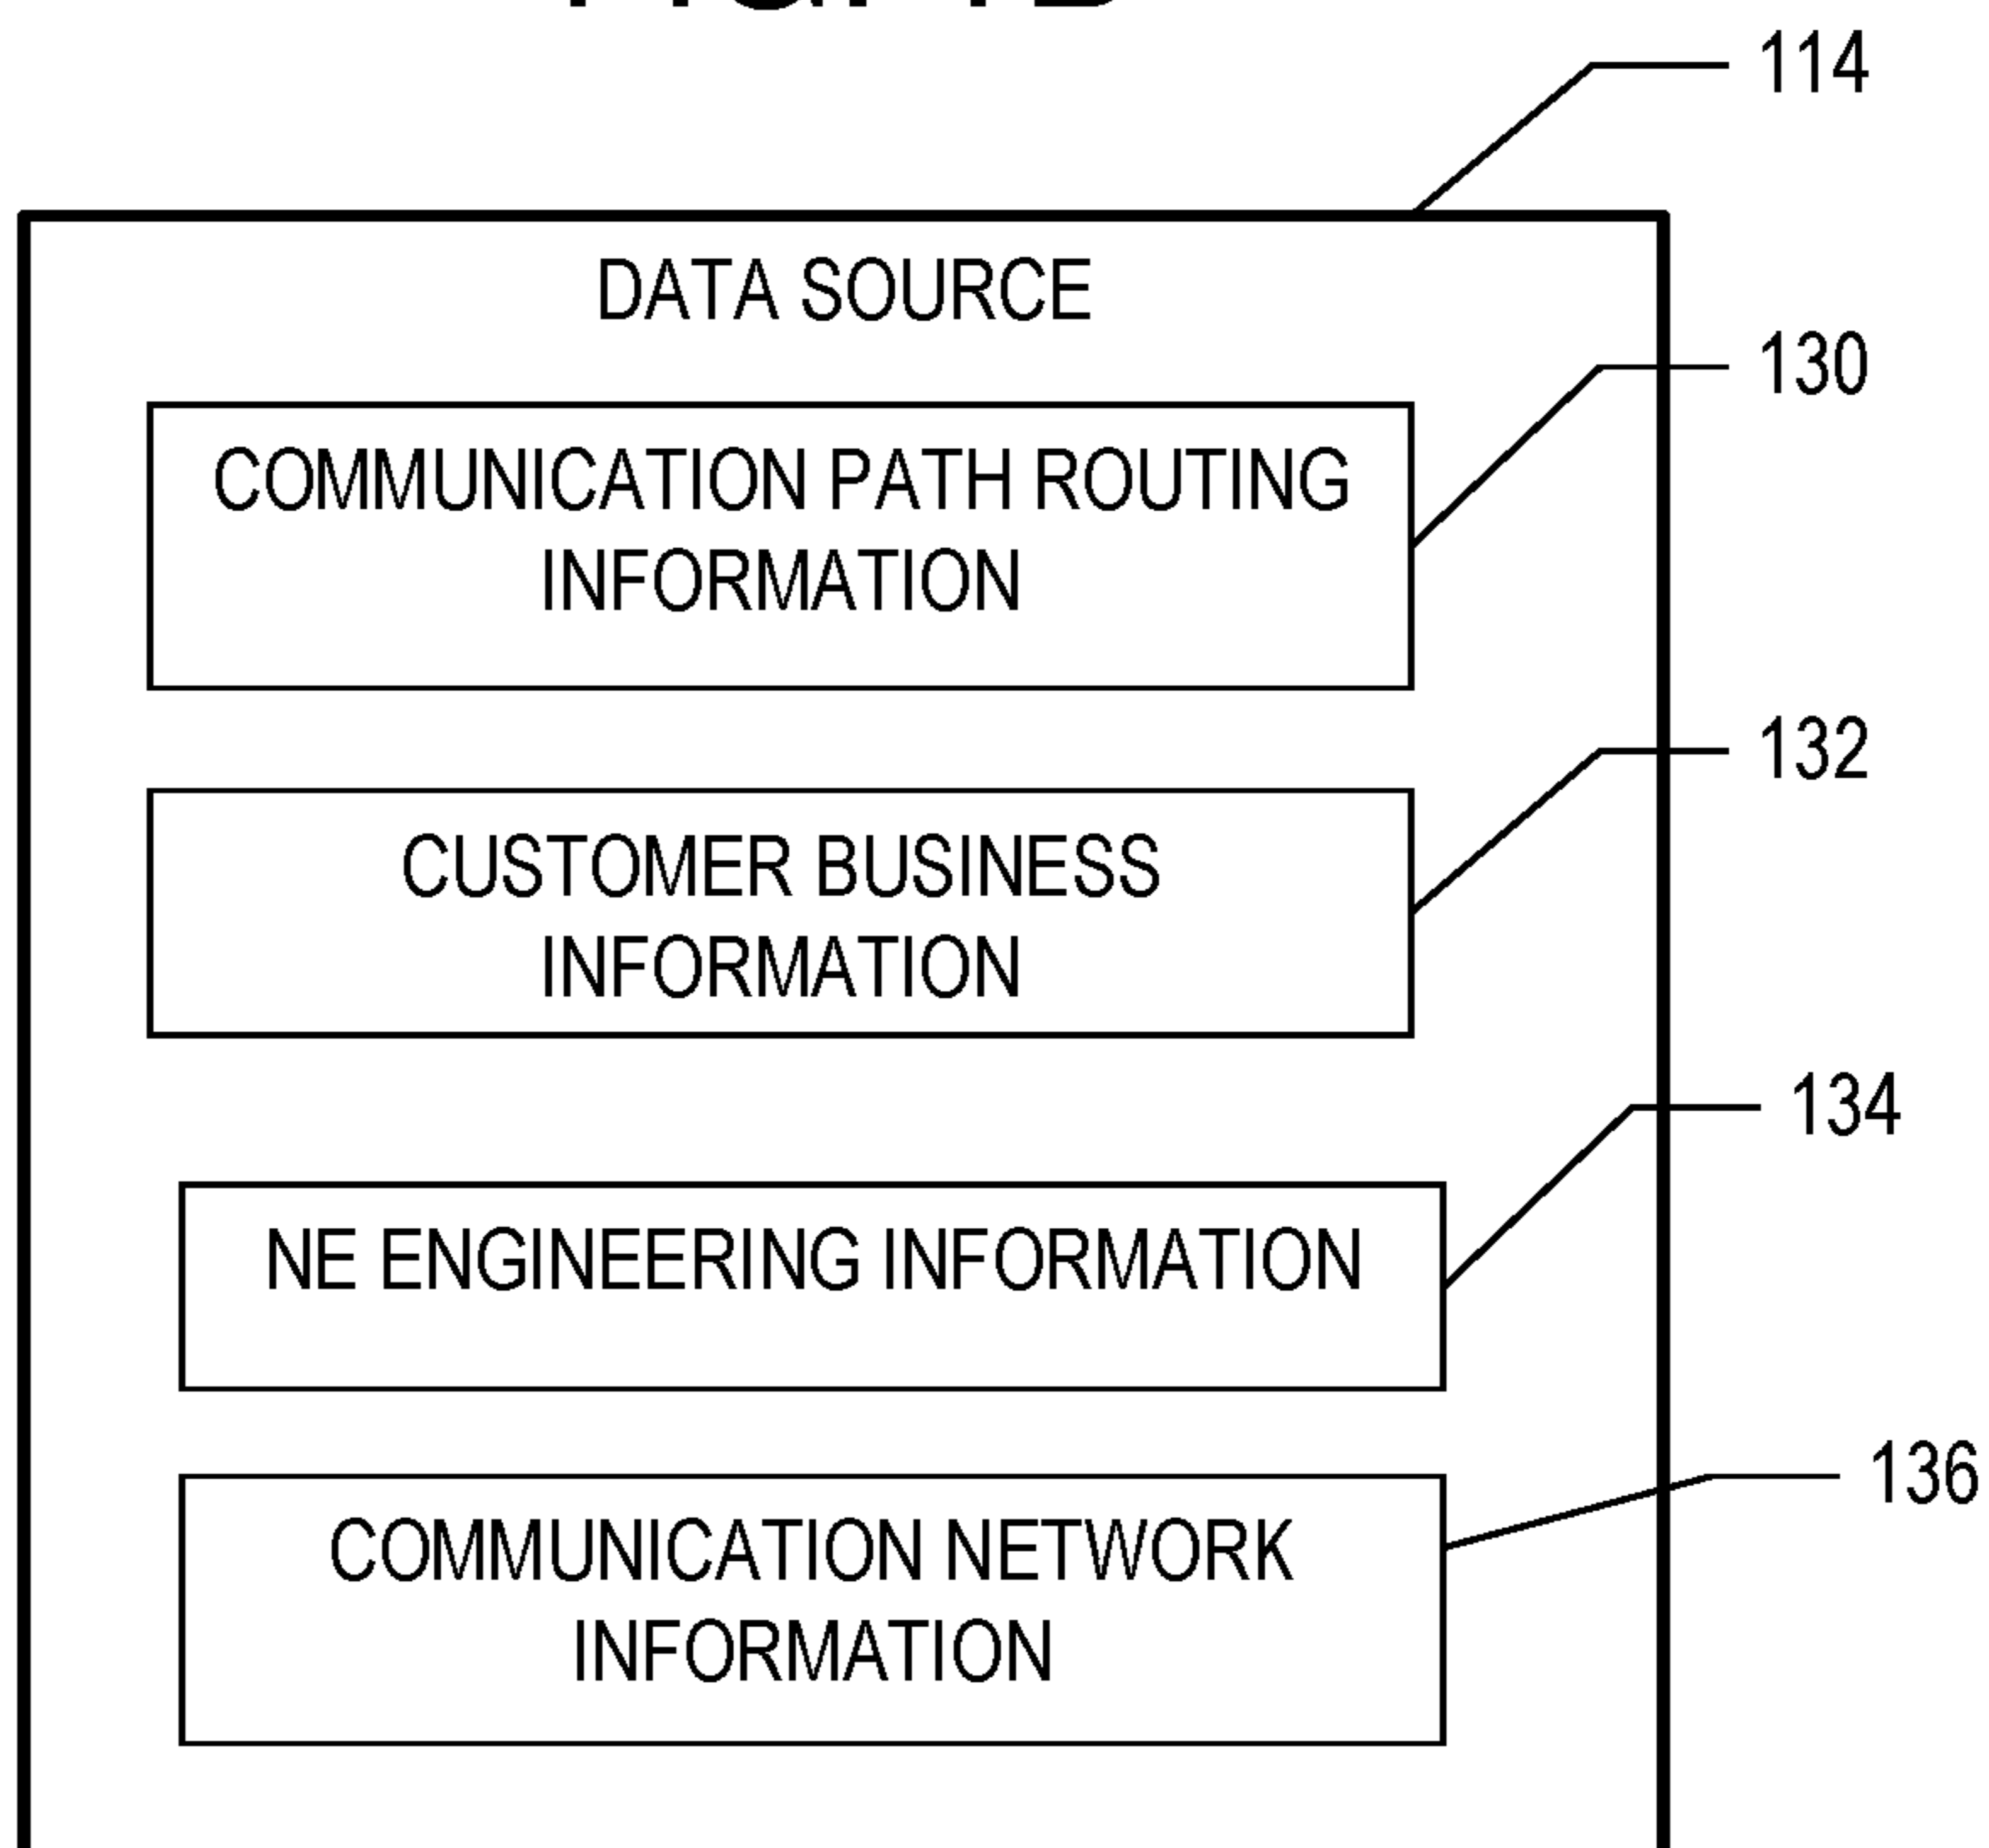 114
DATA SOURCE
130
COMMUNICATION PATH ROUTING
INFORMATION
132
CUSTOMER BUSINESS
INFORMATION
134
NE ENGINEERING INFORMATION
136
COMMUNICATION NETWORK
INFORMATION